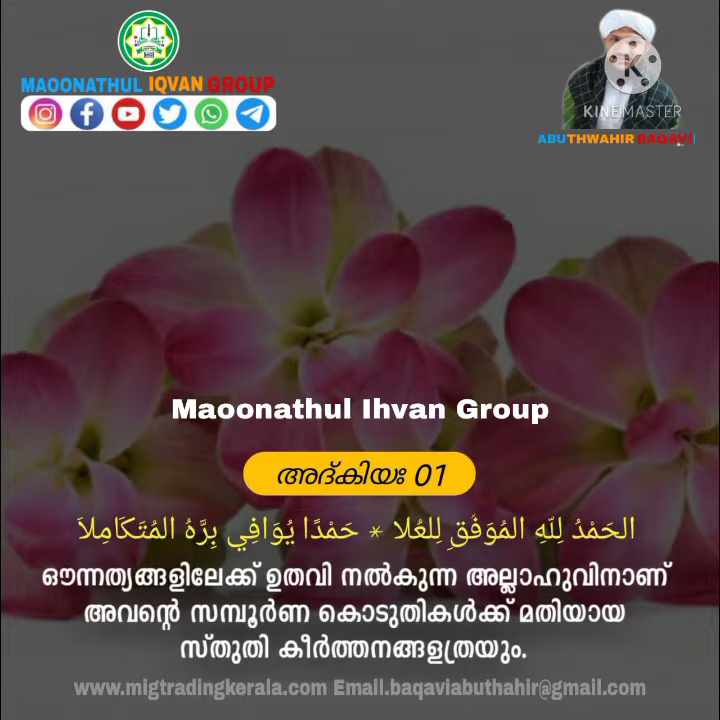 MAOONATHUL IQVAN GROUP
KINEMASTER
ABUTHWAHIR BAQAVI
Maoonathul Ihvan Group
അദ്കിയഃ 01
الحَمْدُ لِلّهِ المُوَفِّقِ لِلعُلا * حَمْدًا يُوَافِي بِرَّهُ المُتَكَامِلاَ
ഔന്നത്യങ്ങളിലേക്ക് ഉതവി നൽകുന്ന അല്ലാഹുവിനാണ്
അവന്റെ സമ്പൂർണ കൊടുതികൾക്ക് മതിയായ
സ്തുതി കീർത്തനങ്ങളത്രയും.
www.migtradingkerala.com Email.baqaviabuthahir@gmail.com